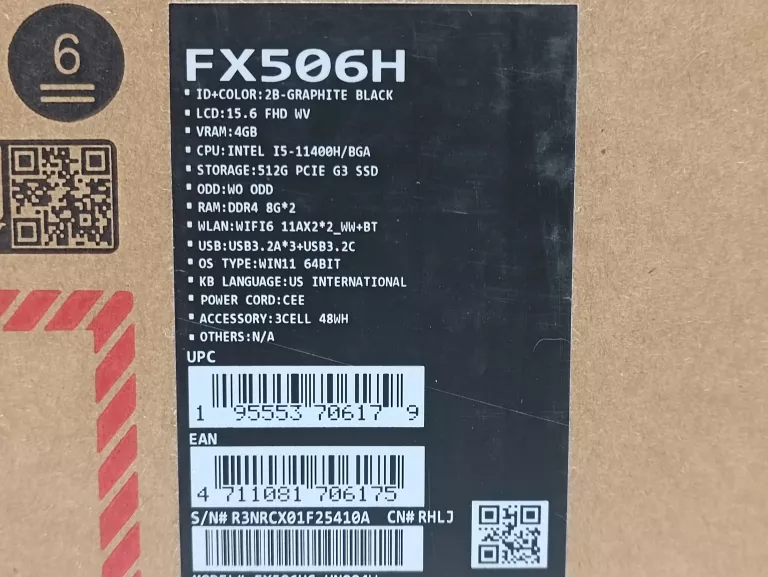 6
FX506H
▪ ID+COLOR:2B-GRAPHITE BLACK
▪ LCD:15.6 FHD WV
▪ VRAM:4GB
▪ CPU:INTEL I5-11400H/BGA
▪ STORAGE:512G PCIE G3 SSD
▪ ODD:WO ODD
▪ RAM:DDR4 8G*2
▪ WLAN:WIFI6 11AX2*2_WW+BT
▪ USB:USB3.2A*3+USB3.2C
▪ OS TYPE:WIN11 64BIT
▪ KB LANGUAGE:US INTERNATIONAL
▪ POWER CORD:CEE
▪ ACCESSORY:3CELL 48WH
▪ OTHERS:N/A
UPC
1 95553 70617 9
EAN
4 711081 706175
S/N# R3NRCX01F25410A CN# RHLJ